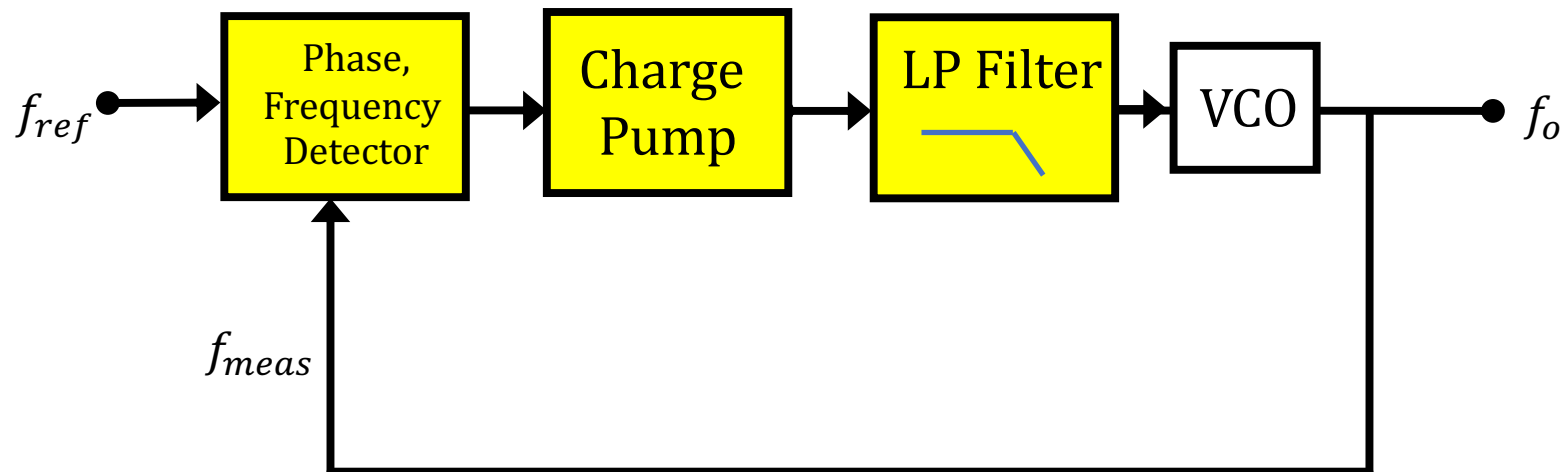 f_ref
Phase,
Frequency
Detector
Charge
Pump
LP Filter
VCO
f_o
f_meas